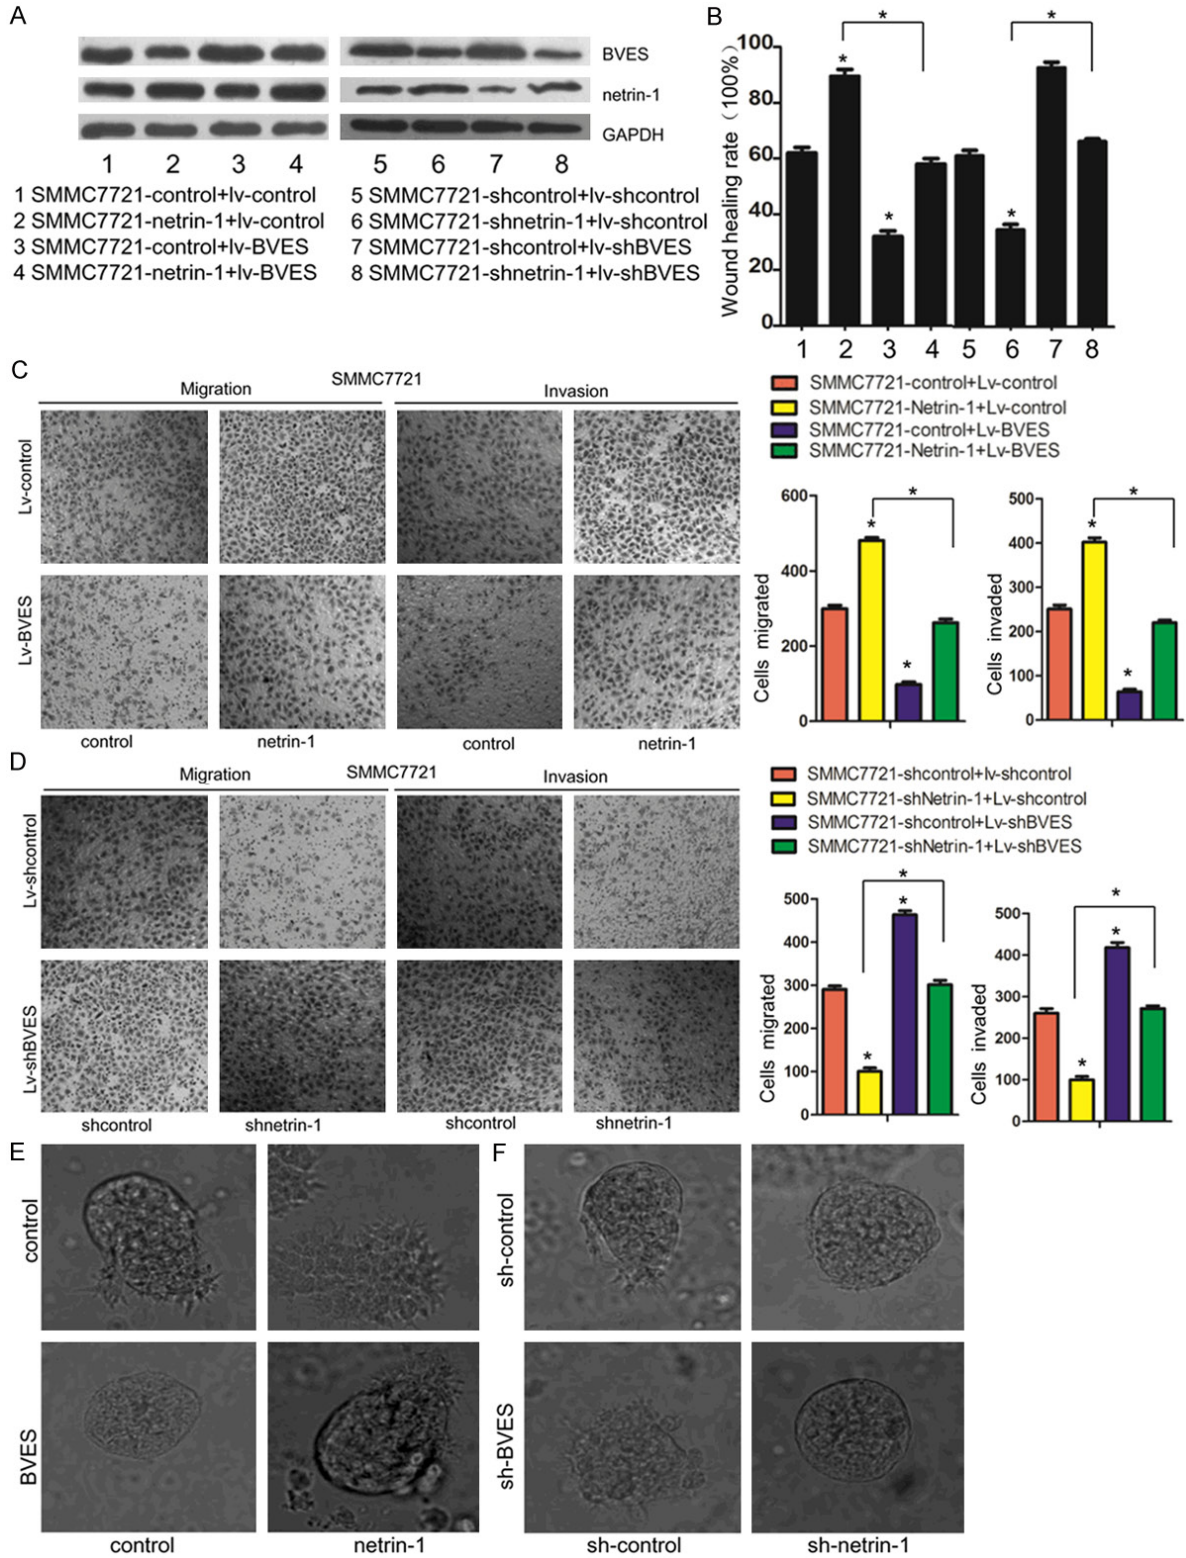 A
BVES
netrin-1
GAPDH
1 2 3 4 5 6 7 8
1 SMMC7721-control+lv-control
2 SMMC7721-netrin-1+lv-control
3 SMMC7721-control+lv-BVES
4 SMMC7721-netrin-1+lv-BVES
5 SMMC7721-shcontrol+lv-shcontrol
6 SMMC7721-shnetrin-1+lv-shcontrol
7 SMMC7721-shcontrol+lv-shBVES
8 SMMC7721-shnetrin-1+lv-shBVES
B
Wound healing rate（100%）
100
80
60
40
20
0
* * * * * *
1 2 3 4 5 6 7 8
C
SMMC7721
Migration Invasion
Lv-control
Lv-BVES
control netrin-1 control netrin-1
SMMC7721-control+Lv-control
SMMC7721-Netrin-1+Lv-control
SMMC7721-control+Lv-BVES
SMMC7721-Netrin-1+Lv-BVES
Cells migrated
600
400
200
0
* * *
Cells invaded
500
400
300
200
100
0
* * *
D
SMMC7721
Migration Invasion
Lv-shcontrol
Lv-shBVES
shcontrol shnetrin-1 shcontrol shnetrin-1
SMMC7721-shcontrol+lv-shcontrol
SMMC7721-shNetrin-1+Lv-shcontrol
SMMC7721-shcontrol+Lv-shBVES
SMMC7721-shNetrin-1+Lv-shBVES
Cells migrated
500
400
300
200
100
0
* * *
Cells invaded
500
400
300
200
100
0
* * *
E
control
BVES
control netrin-1
F
sh-control
sh-BVES
sh-control sh-netrin-1